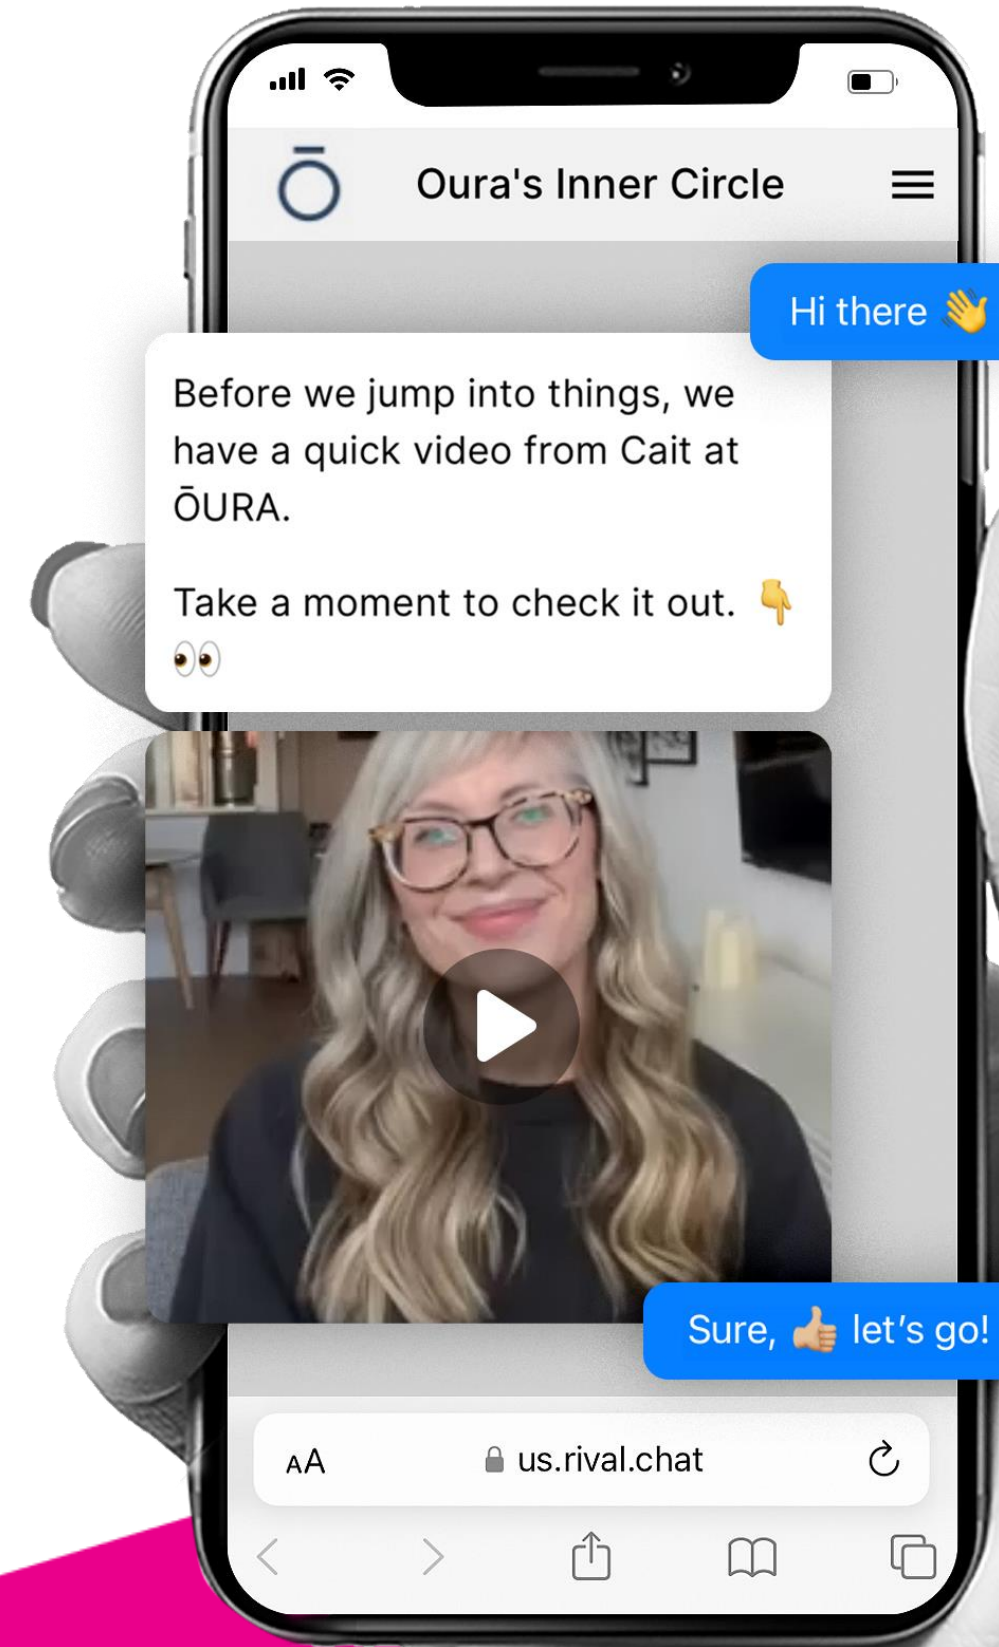 Oura's Inner Circle
Hi there 👋
Before we jump into things, we
have a quick video from Cait at
ŌURA.
Take a moment to check it out. 👇
👀
Sure, 👍🏼 let’s go!
AA
us.rival.chat